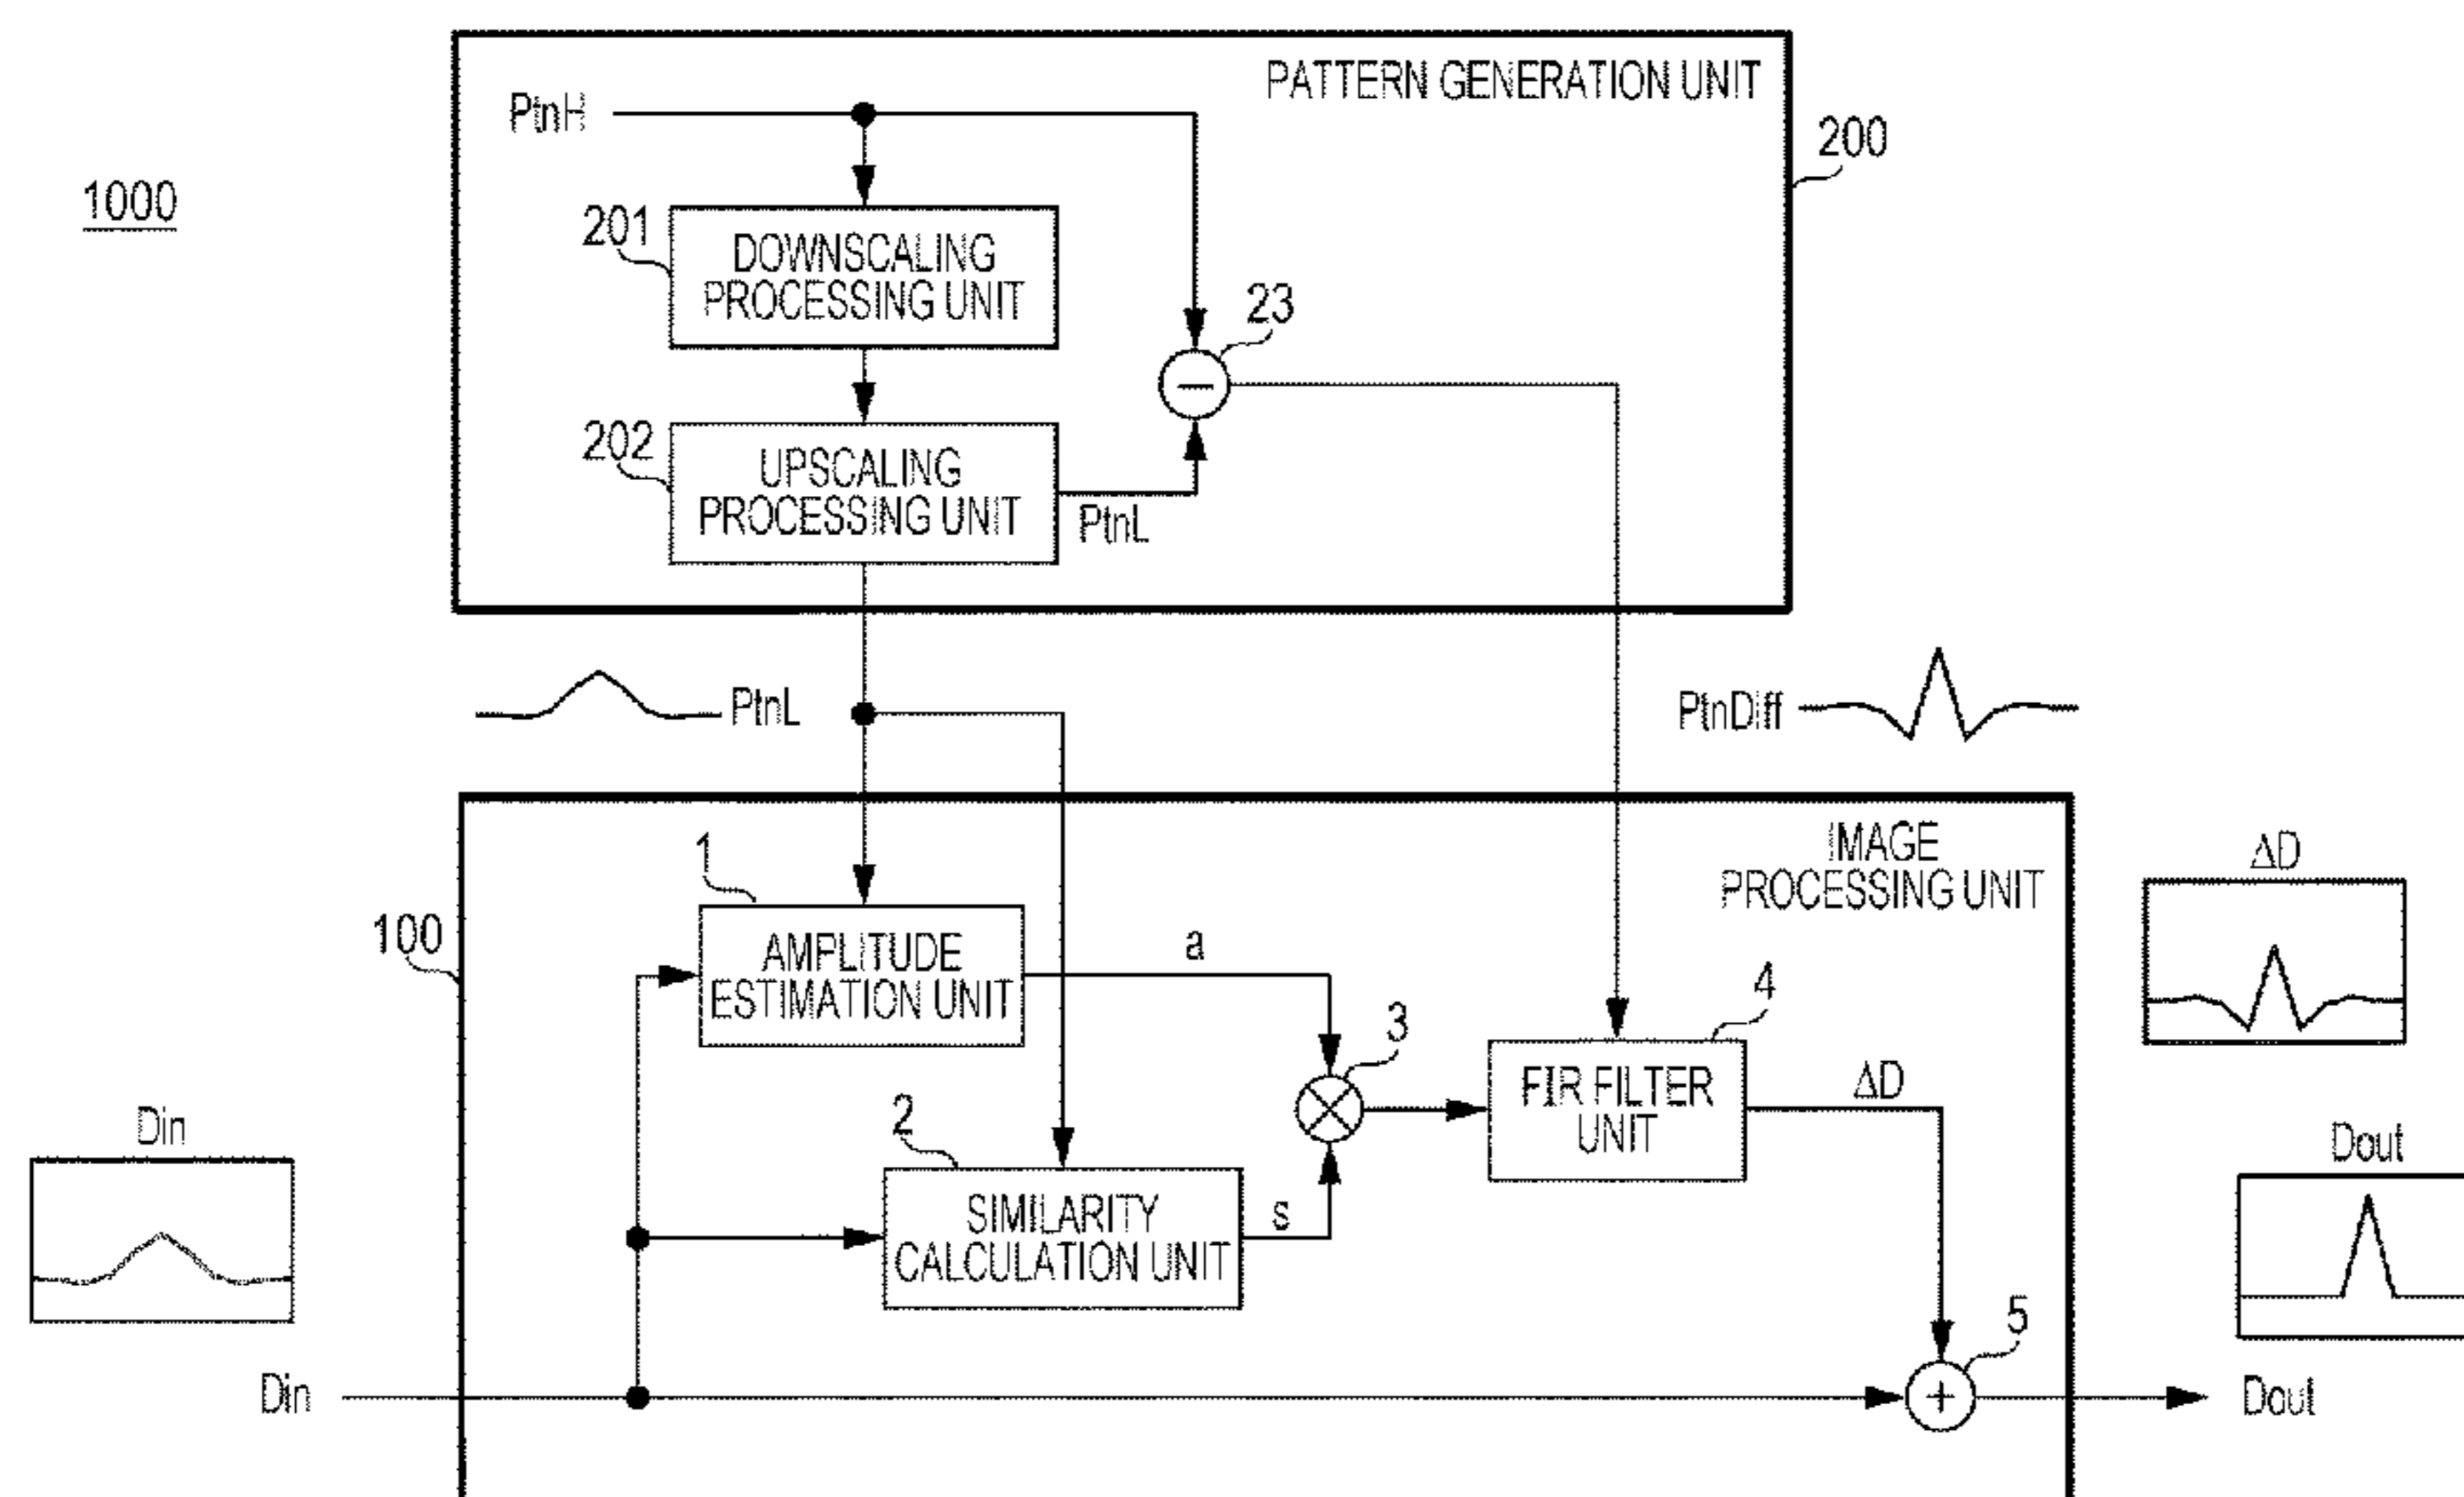 PATTERN GENERATION UNIT
PtnH
200
1000
201
DOWNSCALING
PROCESSING UNIT
23
−
202
UPSCALING
PROCESSING UNIT
PtnL
PtnL
PtnDiff
IMAGE
PROCESSING UNIT
ΔD
1
100
AMPLITUDE
ESTIMATION UNIT
a
4
3
FIR FILTER
UNIT
ΔD
Din
2
Dout
SIMILARITY
CALCULATION UNIT
s
5
Din
+
Dout